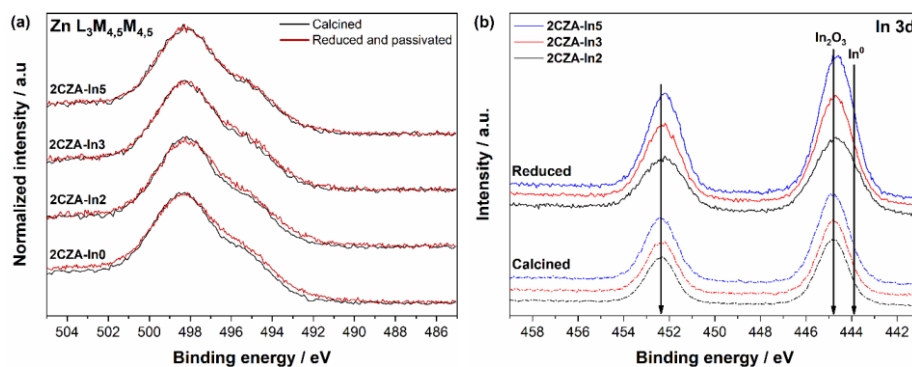 (a)
Zn L₃M₄,₅M₄,₅
Calcined
Reduced and passivated
2CZA-In5
2CZA-In3
2CZA-In2
2CZA-In0
Normalized intensity / a.u
504 502 500 498 496 494 492 490 488 486
Binding energy / eV
(b)
2CZA-In5
2CZA-In3
2CZA-In2
In₂O₃
In⁰
In 3d
Reduced
Calcined
Intensity / a.u.
458 456 454 452 450 448 446 444 442
Binding energy / eV